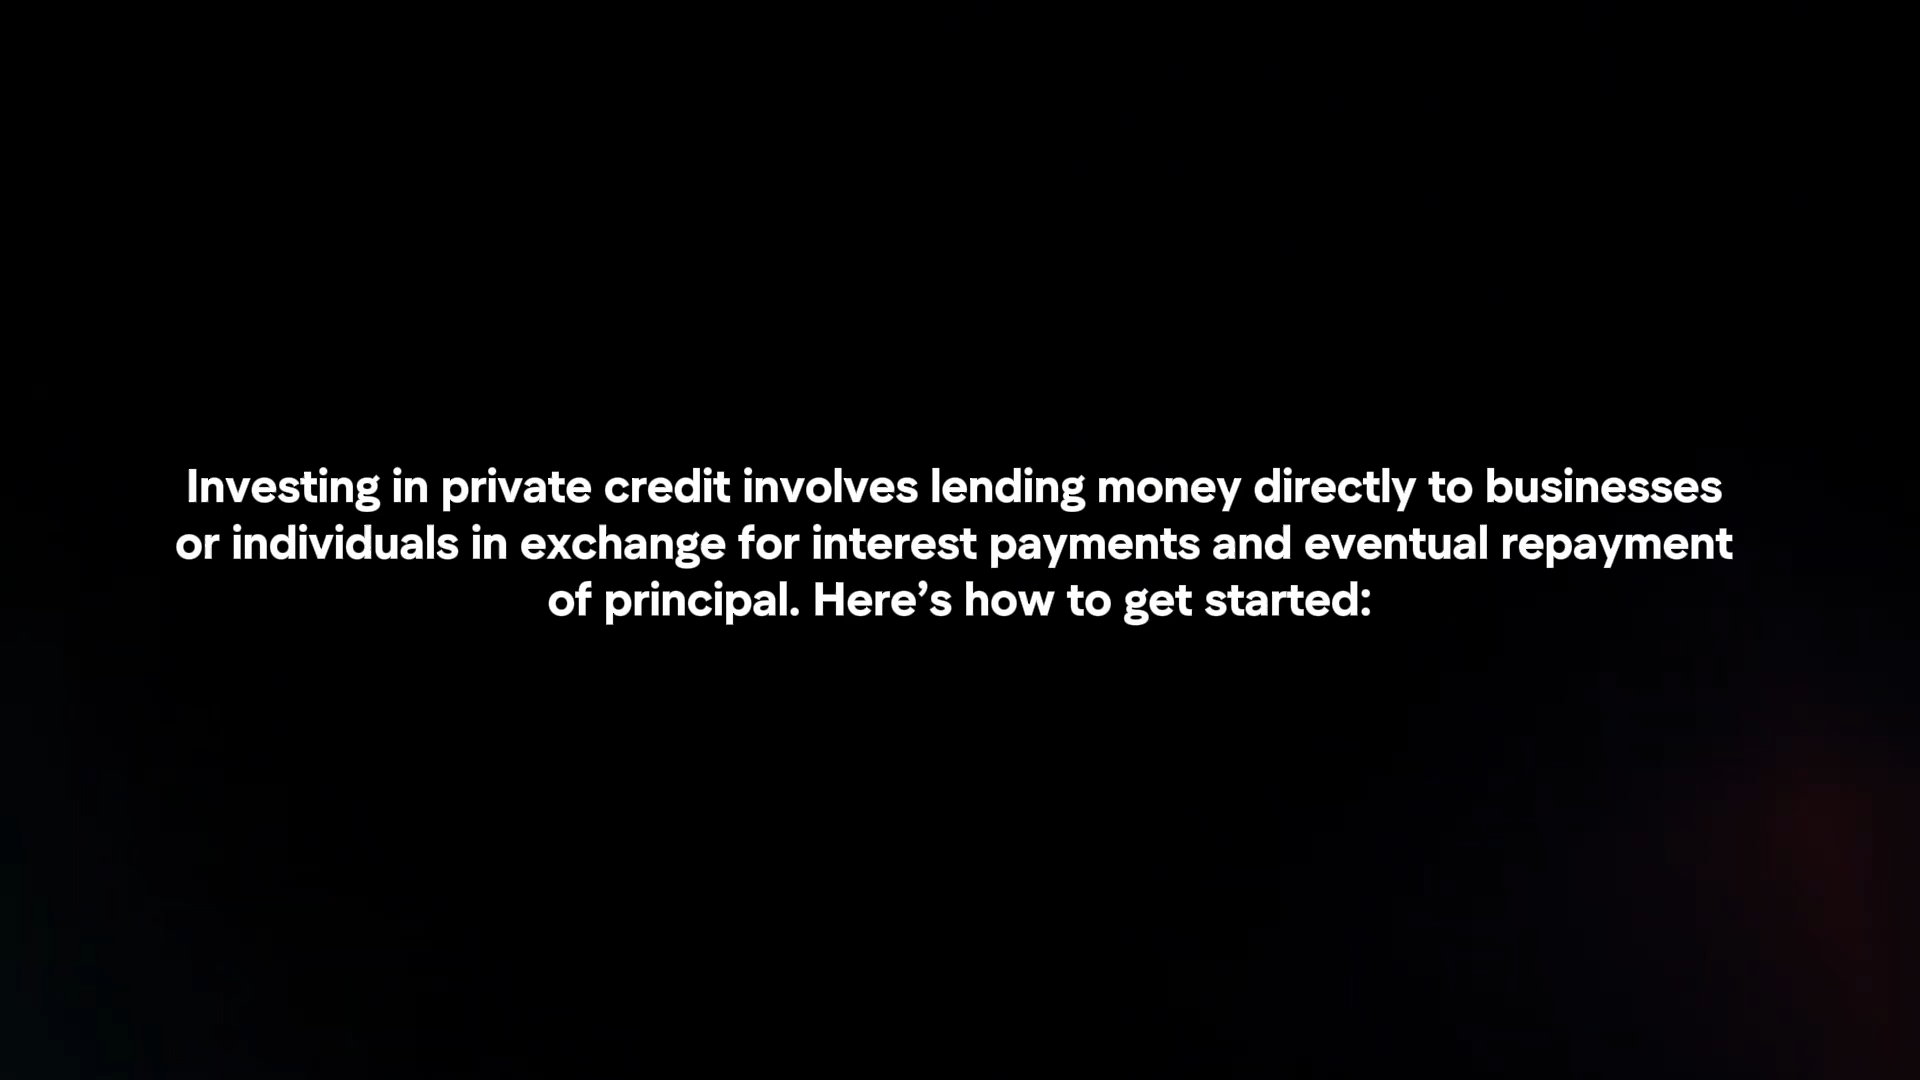 Investing in private credit involves lending money directly to businesses
or individuals in exchange for interest payments and eventual repayment
of principal. Here’s how to get started: